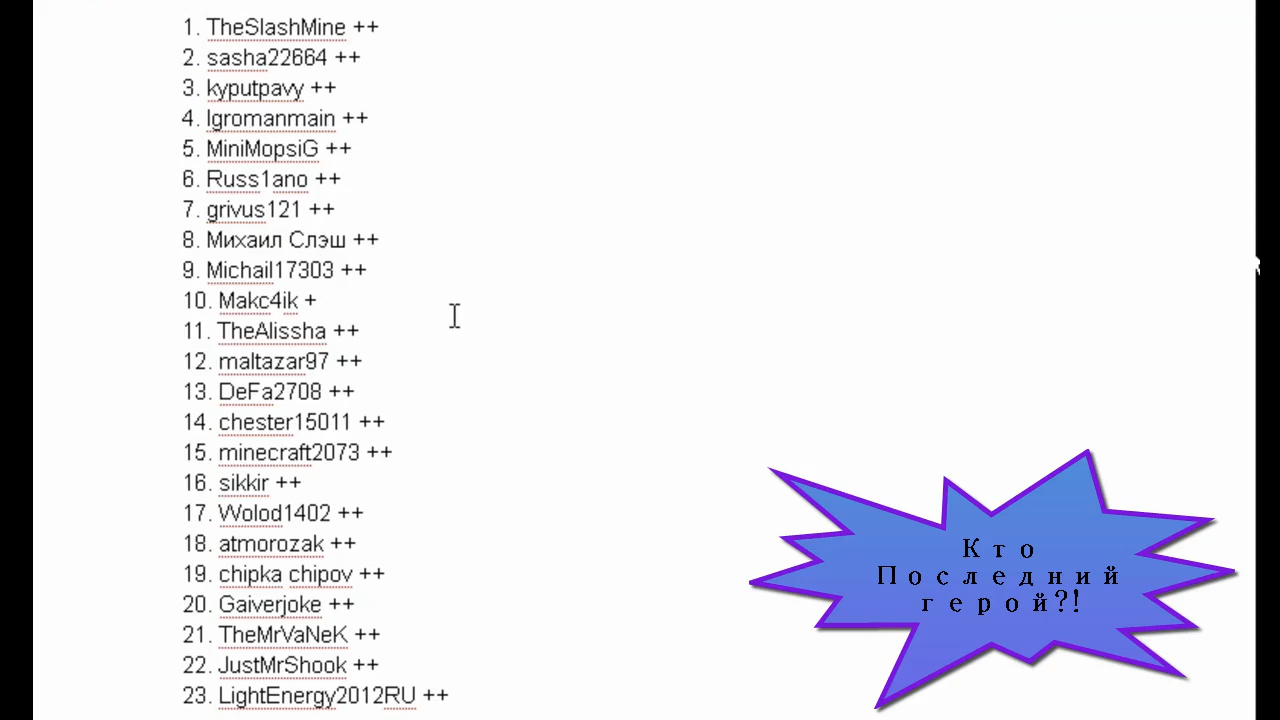 1. TheSlashMine ++
2. sasha22664 ++
3. kyputpavy ++
4. Igromanmain ++
5. MiniMopsiG ++
6. Russ1ano ++
7. grivus121 ++
8. Михаил Слэш ++
9. Michail17303 ++
10. Makc4ik +
11. TheAlissha ++
12. maltazar97 ++
13. DeFa2708 ++
14. chester15011 ++
15. minecraft2073 ++
16. sikkir ++
17. Wolod1402 ++
18. atmorozak ++
19. chipka chipov ++
20. Gaiverjoke ++
21. TheMrVaNeK ++
22. JustMrShook ++
23. LightEnergy2012RU ++
Кто
Последний
герой?!